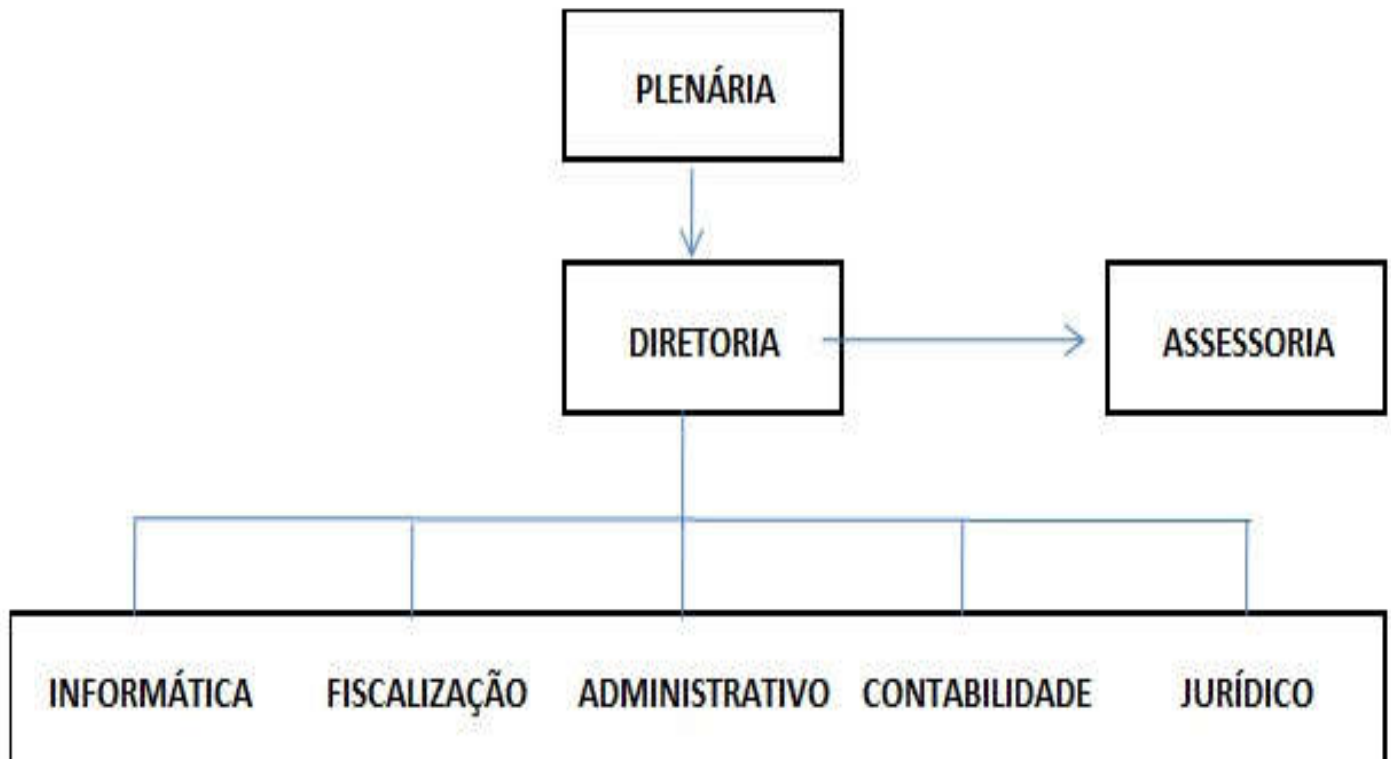 PLENÁRIA
DIRETORIA
ASSESSORIA
INFORMÁTICA
FISCALIZAÇÃO
ADMINISTRATIVO
CONTABILIDADE
JURÍDICO